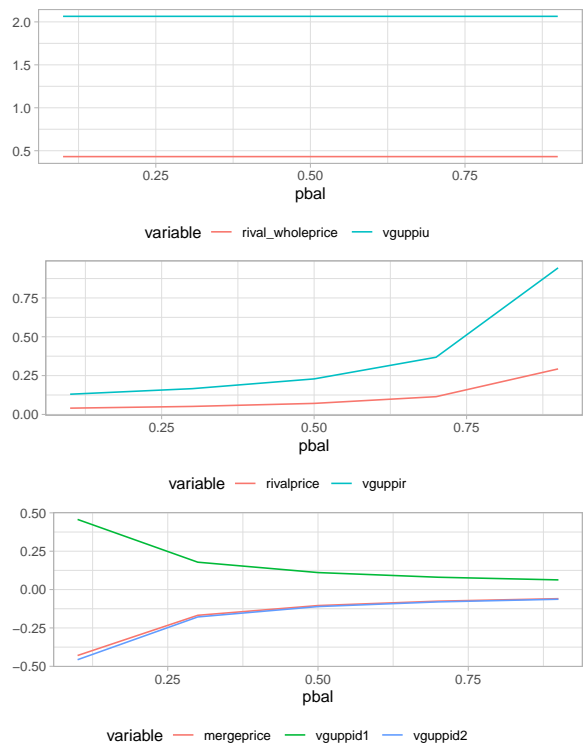 2.0
1.5
1.0
0.5
0.25 0.50 0.75
pbal
variable rival_wholeprice vguppiu
0.75
0.50
0.25
0.00
0.25 0.50 0.75
pbal
variable rivalprice vguppir
0.50
0.25
0.00
−0.25
−0.50
0.25 0.50 0.75
pbal
variable mergeprice vguppid1 vguppid2